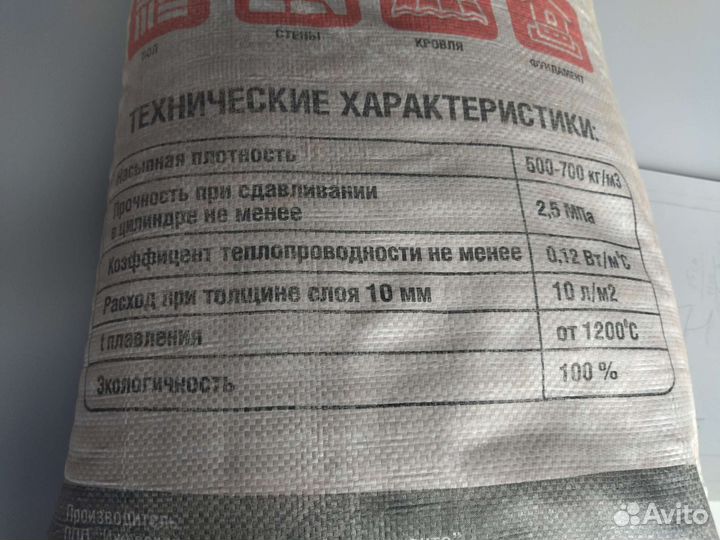 ПОЛ
СТЕНЫ
КРОВЛЯ
ФУНДАМЕНТ
ТЕХНИЧЕСКИЕ ХАРАКТЕРИСТИКИ:
Насыпная плотность 500-700 кг/м3
Прочность при сдавливании
в цилиндре не менее 2,5 МПа
Коэффицент теплопроводности не менее 0,12 Вт/м°С
Расход при толщине слоя 10 мм 10 л/м2
t плавления от 1200°С
Экологичность 100 %
Производитель:
Avito